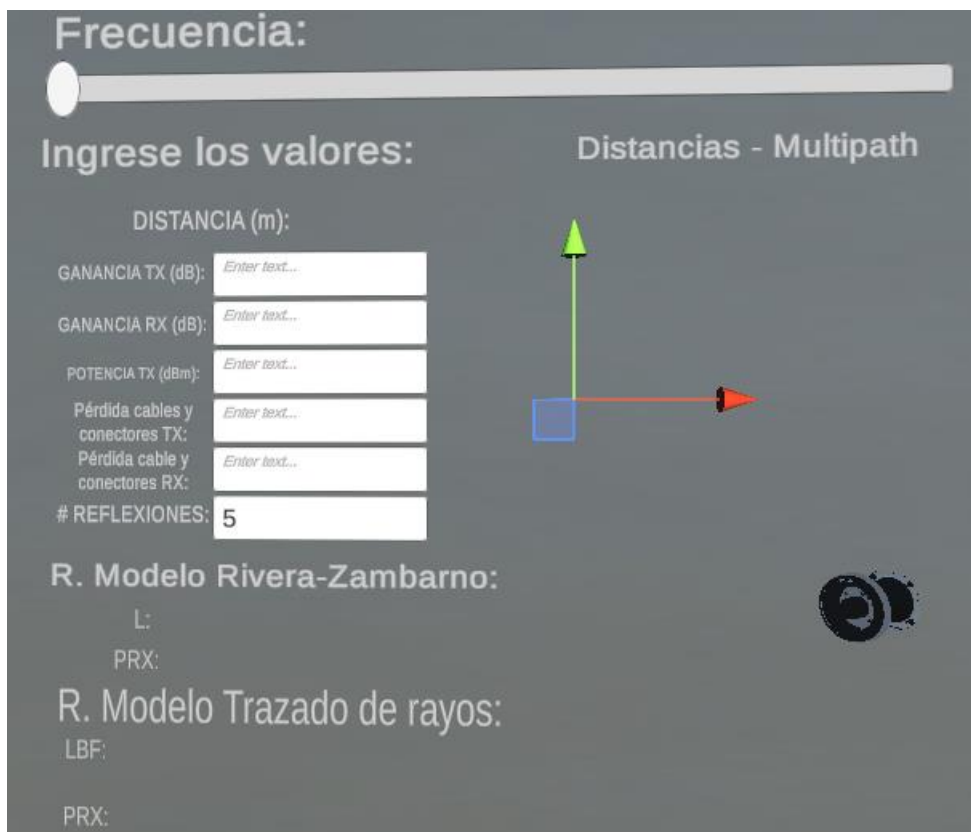 Frecuencia:
Ingrese los valores:
Distancias - Multipath
DISTANCIA (m):
GANANCIA TX (dB): Enter text...
GANANCIA RX (dB): Enter text...
POTENCIA TX (dBm): Enter text...
Pérdida cables y
conectores TX: Enter text...
Pérdida cable y
conectores RX: Enter text...
# REFLEXIONES: 5
R. Modelo Rivera-Zambarno:
L:
PRX:
R. Modelo Trazado de rayos:
LBF:
PRX: